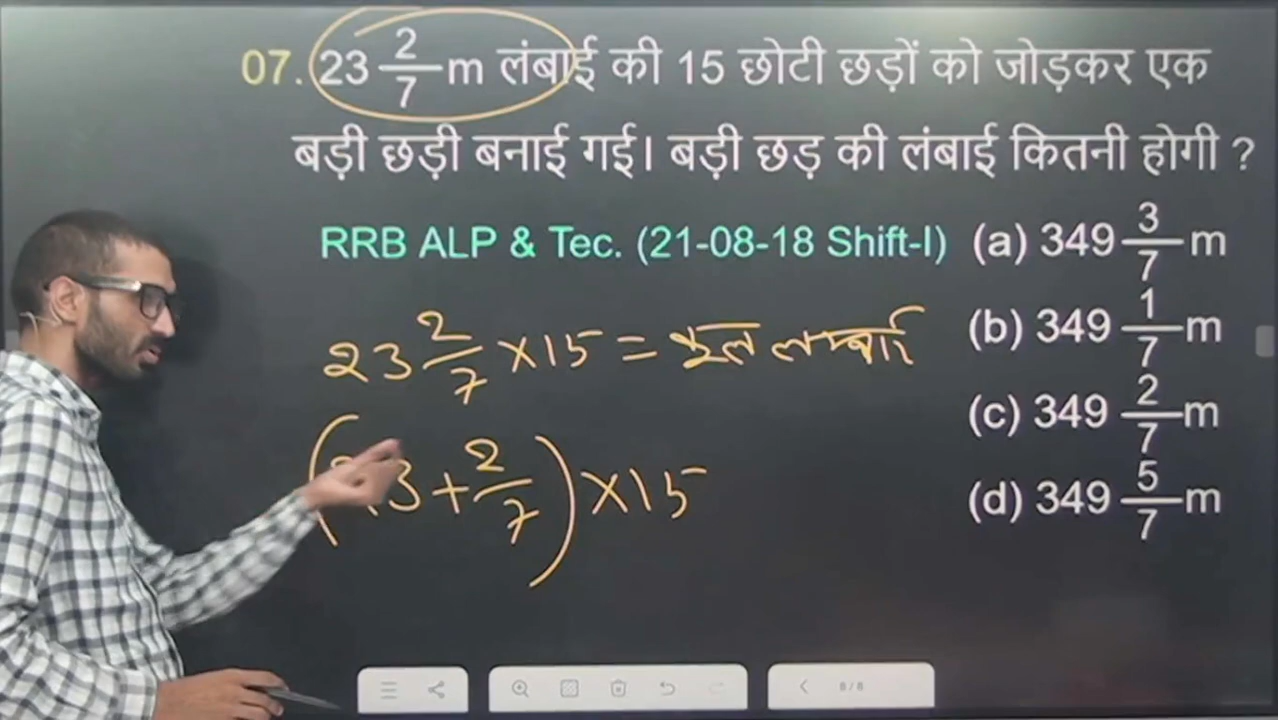 07. 23 2/7 m लंबाई की 15 छोटी छड़ों को जोड़कर एक
बड़ी छड़ी बनाई गई। बड़ी छड़ की लंबाई कितनी होगी ?
RRB ALP & Tec. (21-08-18 Shift-I)
(a) 349 3/7 m
(b) 349 1/7 m
(c) 349 2/7 m
(d) 349 5/7 m
23 2/7 × 15 = कुल लम्बाई
(23 + 2/7) × 15
8/8